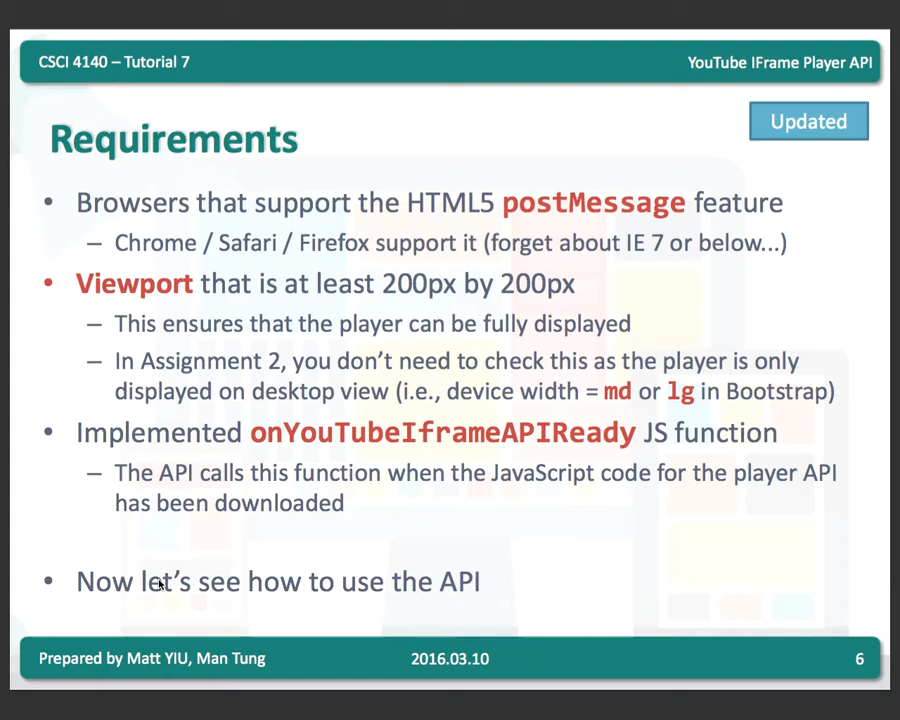 CSCI 4140 – Tutorial 7
YouTube IFrame Player API
Updated
Requirements
• Browsers that support the HTML5 postMessage feature
– Chrome / Safari / Firefox support it (forget about IE 7 or below...)
• Viewport that is at least 200px by 200px
– This ensures that the player can be fully displayed
– In Assignment 2, you don’t need to check this as the player is only
displayed on desktop view (i.e., device width = md or lg in Bootstrap)
• Implemented onYouTubeIframeAPIReady JS function
– The API calls this function when the JavaScript code for the player API
has been downloaded
• Now let’s see how to use the API
Prepared by Matt YIU, Man Tung
2016.03.10
6